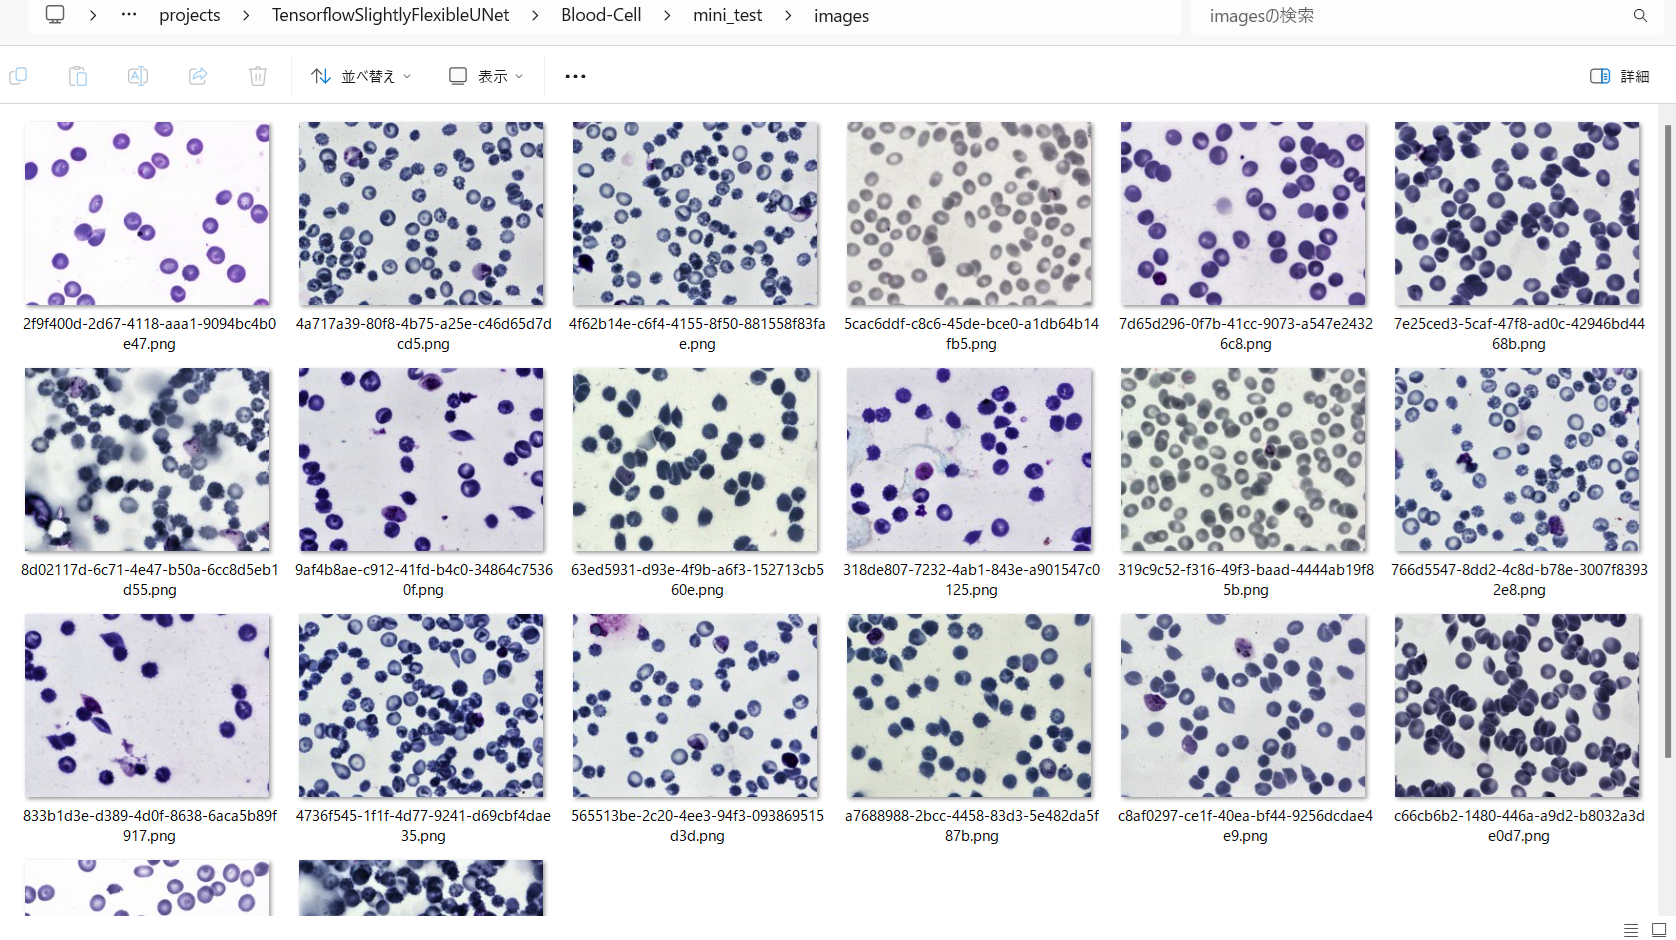 projects > TensorflowSlightlyFlexibleUNet > Blood-Cell > mini_test > images
imagesの検索
並べ替え
表示
詳細
2f9f400d-2d67-4118-aaa1-9094bc4b0
e47.png
4a717a39-80f8-4b75-a25e-c46d65d7d
cd5.png
4f62b14e-c6f4-4155-8f50-881558f83fa
e.png
5cac6ddf-c8c6-45de-bce0-a1db64b14
fb5.png
7d65d296-0f7b-41cc-9073-a547e2432
6c8.png
7e25ced3-5caf-47f8-ad0c-42946bd44
68b.png
8d02117d-6c71-4e47-b50a-6cc8d5eb1
d55.png
9af4b8ae-c912-41fd-b4c0-34864c7536
0f.png
63ed5931-d93e-4f9b-a6f3-152713cb5
60e.png
318de807-7232-4ab1-843e-a901547c0
125.png
319c9c52-f316-49f3-baad-4444ab19f8
5b.png
766d5547-8dd2-4c8d-b78e-3007f8393
2e8.png
833b1d3e-d389-4d0f-8638-6aca5b89f
917.png
4736f545-1f1f-4d77-9241-d69cbf4dae
35.png
565513be-2c20-4ee3-94f3-093869515
d3d.png
a7688988-2bcc-4458-83d3-5e482da5f
87b.png
c8af0297-ce1f-40ea-bf44-9256dcdae4
e9.png
c66cb6b2-1480-446a-a9d2-b8032a3d
e0d7.png